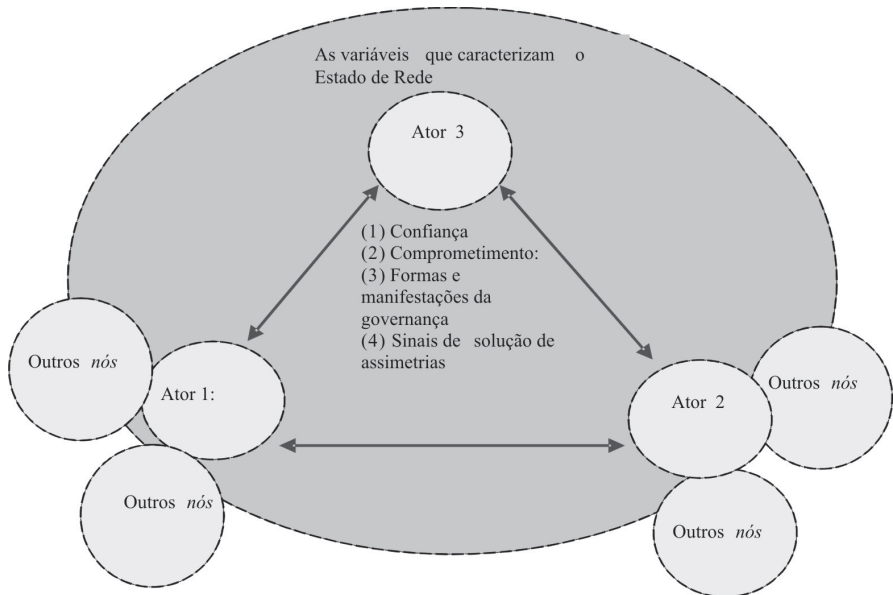 As variáveis que caracterizam o
Estado de Rede
Ator 3
(1) Confiança
(2) Comprometimento:
(3) Formas e
manifestações da
governança
(4) Sinais de solução de
assimetrias
Outros nós
Ator 1:
Outros nós
Ator 2
Outros nós
Outros nós